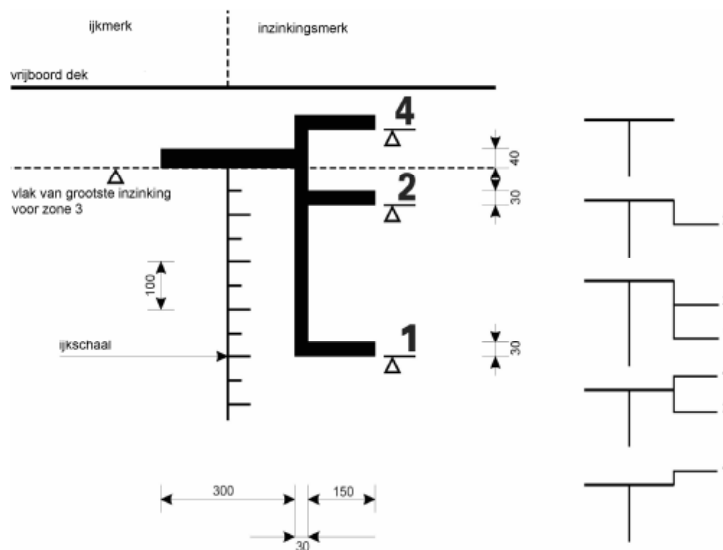 ijkmerk
inzinkingsmerk
vrijboord dek
4
40
vlak van grootste inzinking
voor zone 3
2
30
100
ijkschaal
1
30
300
150
30